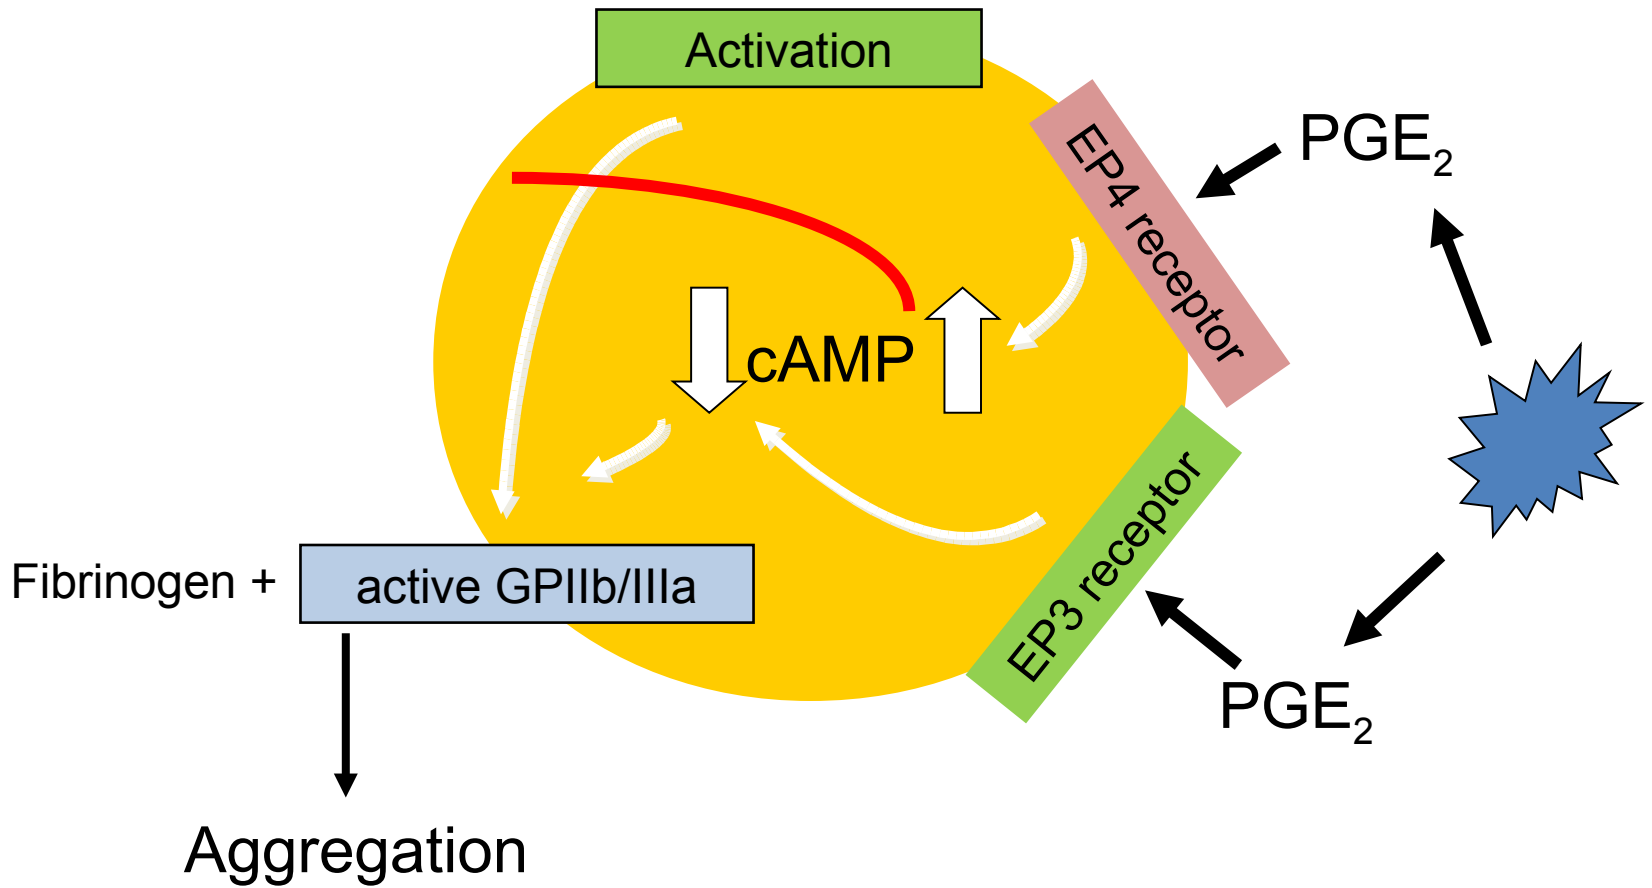 Activation
EP4 receptor
PGE₂
cAMP
EP3 receptor
Fibrinogen +
active GPIIb/IIIa
PGE₂
Aggregation